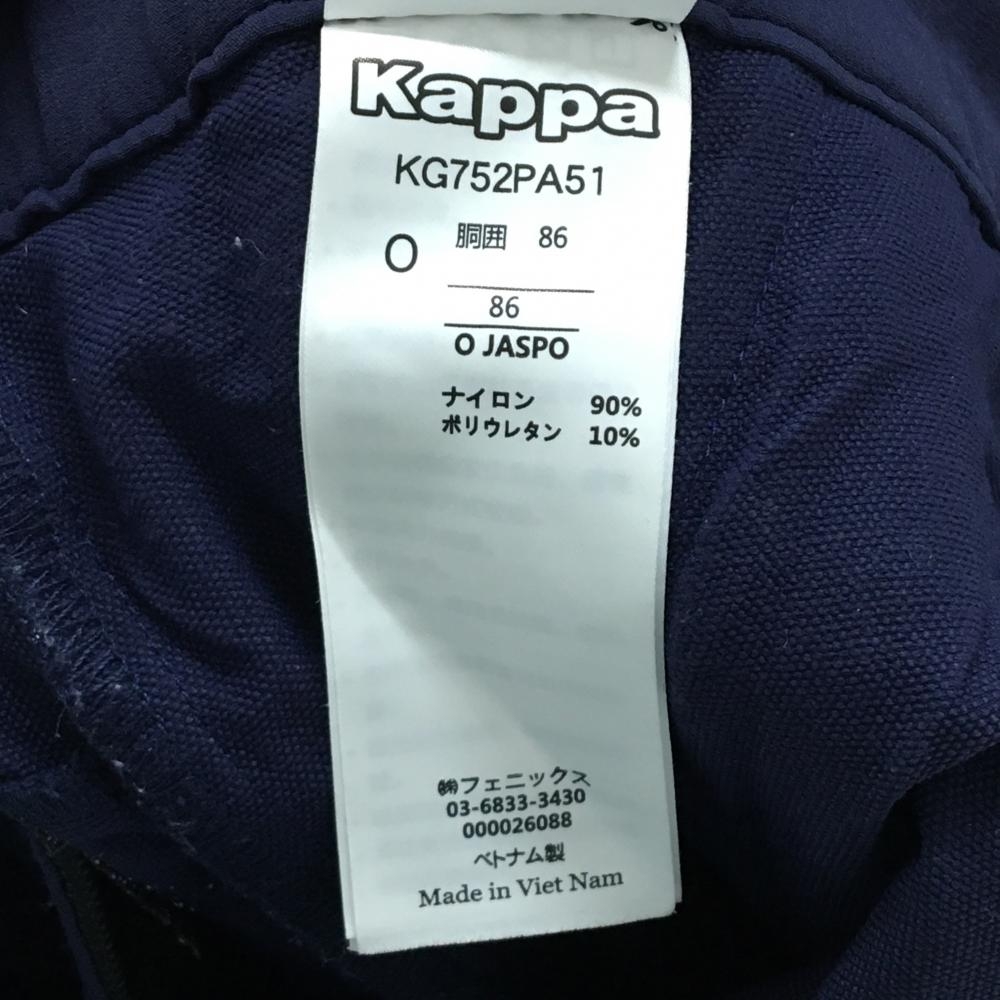 Kappa
KG752PA51
O 胴囲 86
86
O JASPO
ナイロン 90%
ポリウレタン 10%
㈱フェニックス
03-6833-3430
000026088
ベトナム製
Made in Viet Nam